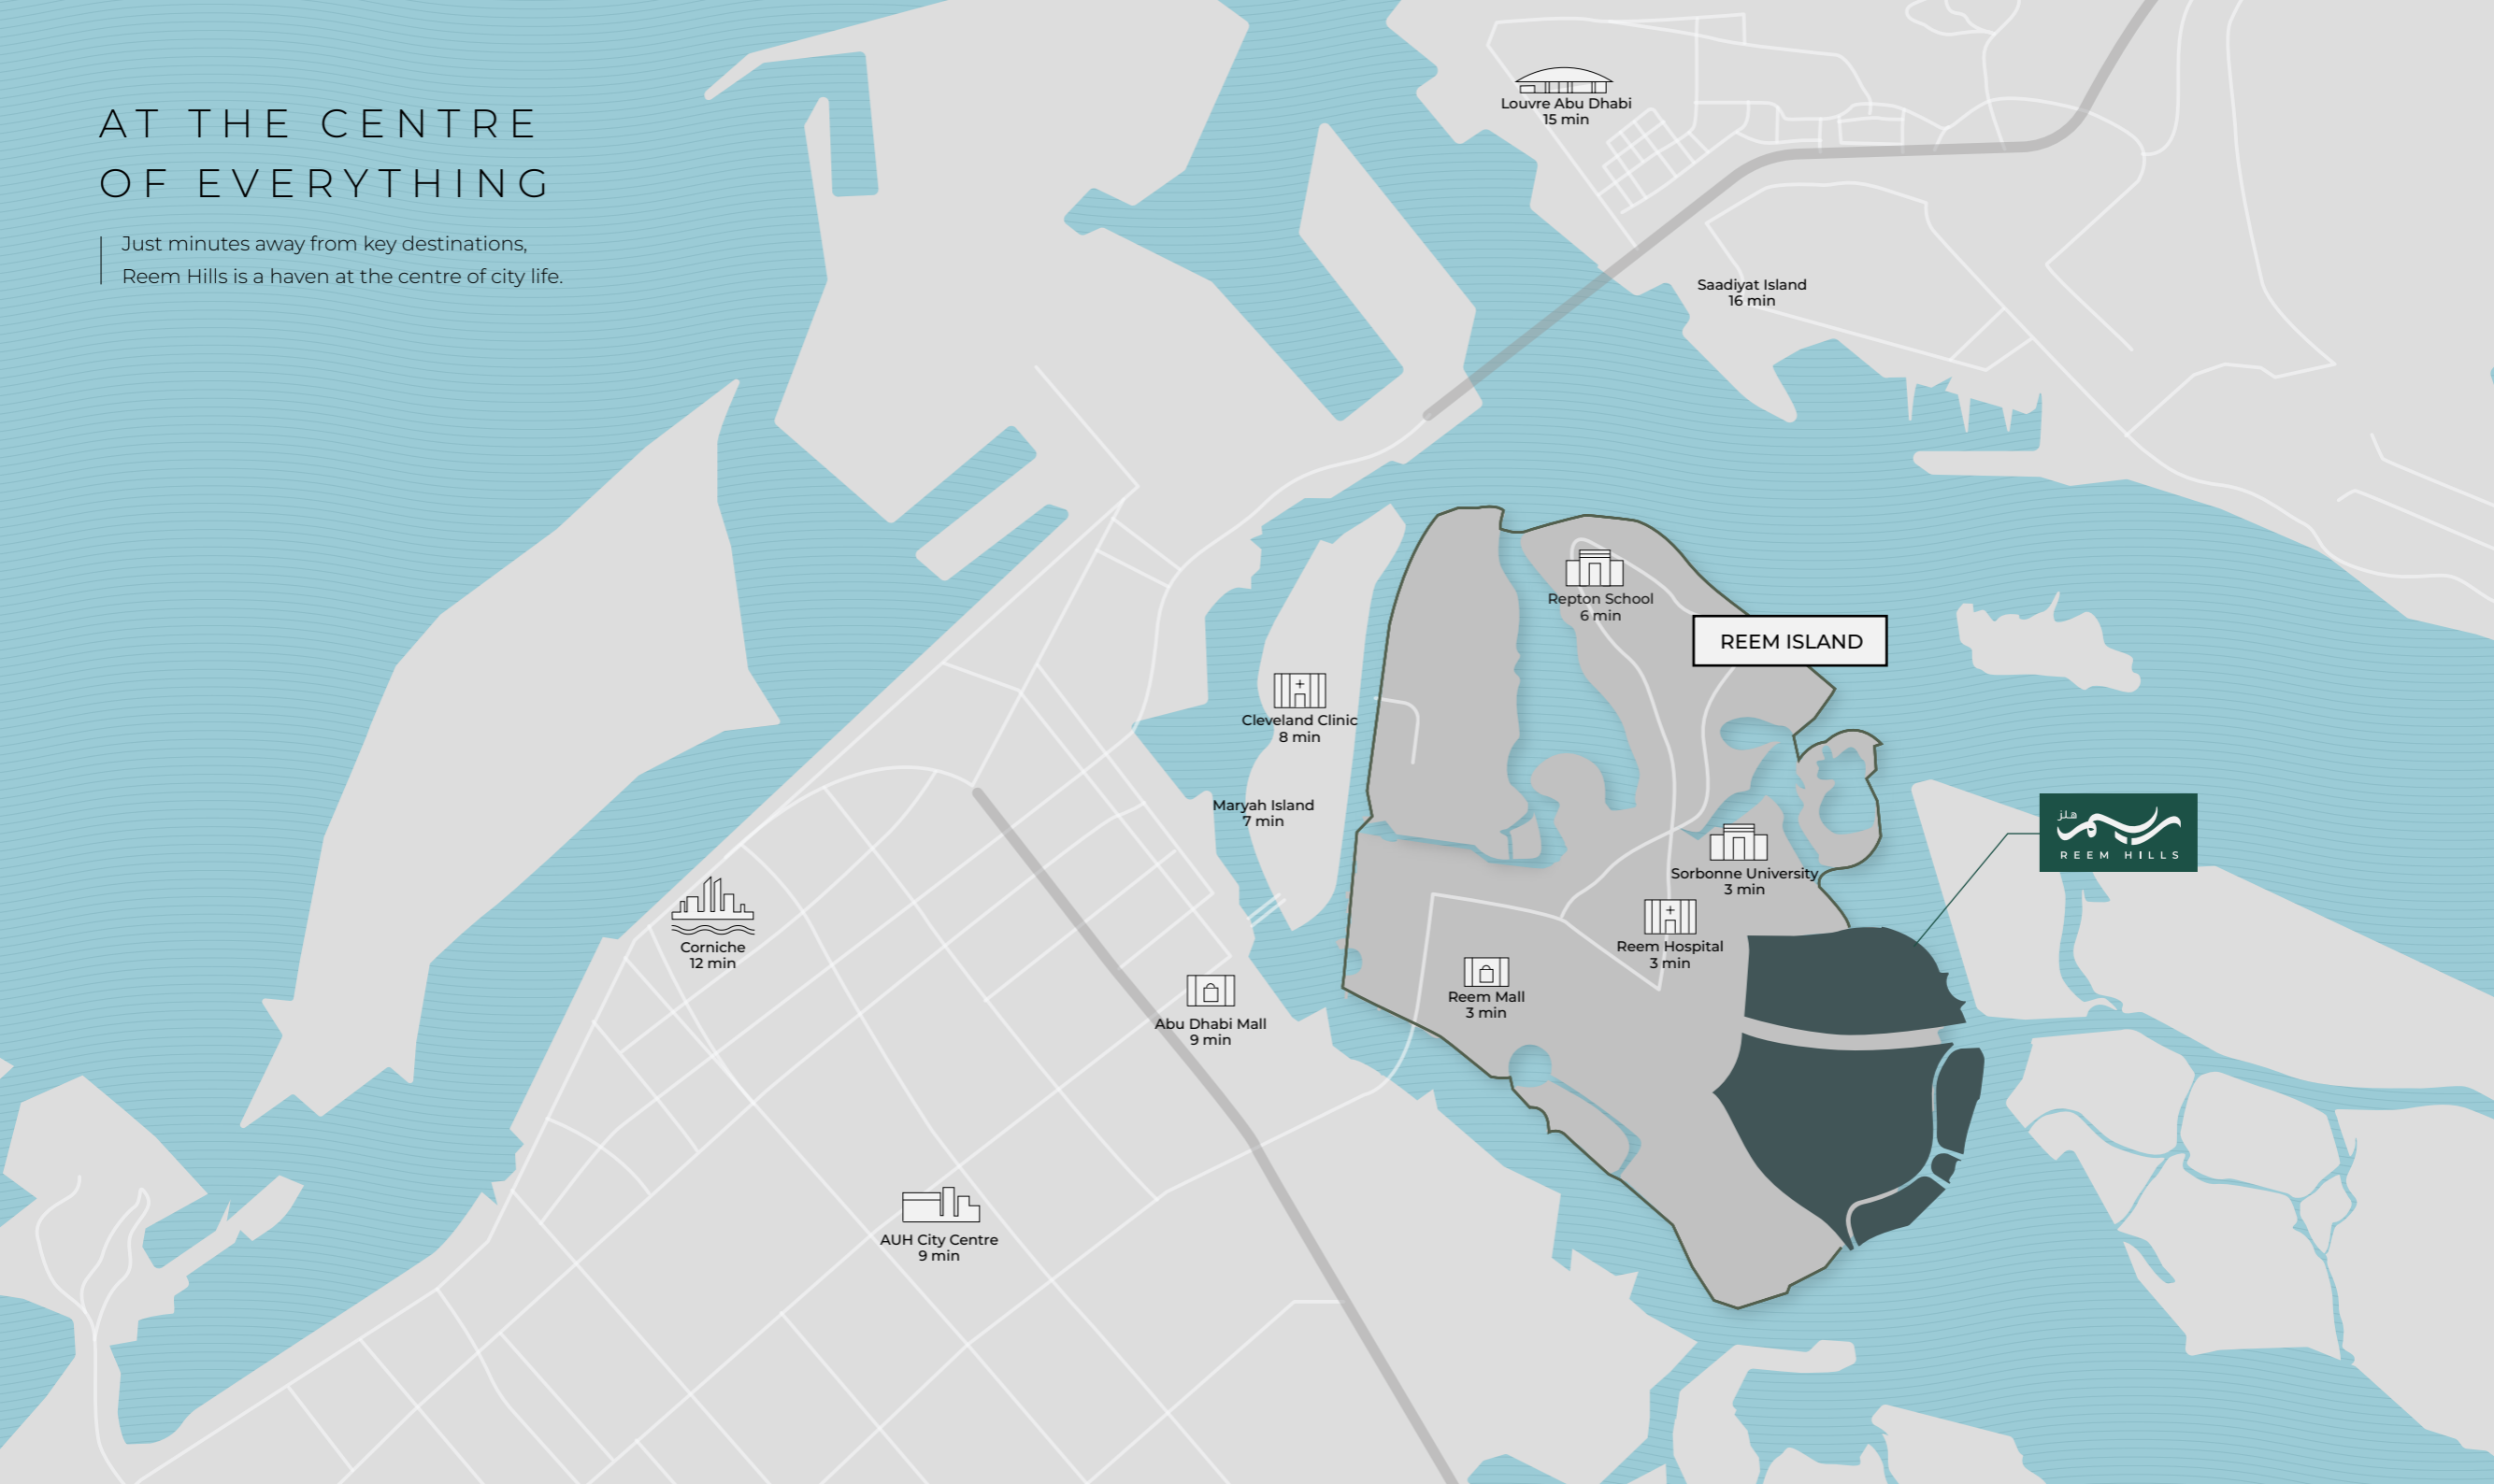 AT THE CENTRE
OF EVERYTHING
Just minutes away from key destinations,
Reem Hills is a haven at the centre of city life.
Louvre Abu Dhabi
15 min
Saadiyat Island
16 min
Repton School
6 min
REEM ISLAND
Cleveland Clinic
8 min
Maryah Island
7 min
ريم هلز
REEM HILLS
Sorbonne University
3 min
Corniche
12 min
Reem Hospital
3 min
Reem Mall
3 min
Abu Dhabi Mall
9 min
AUH City Centre
9 min